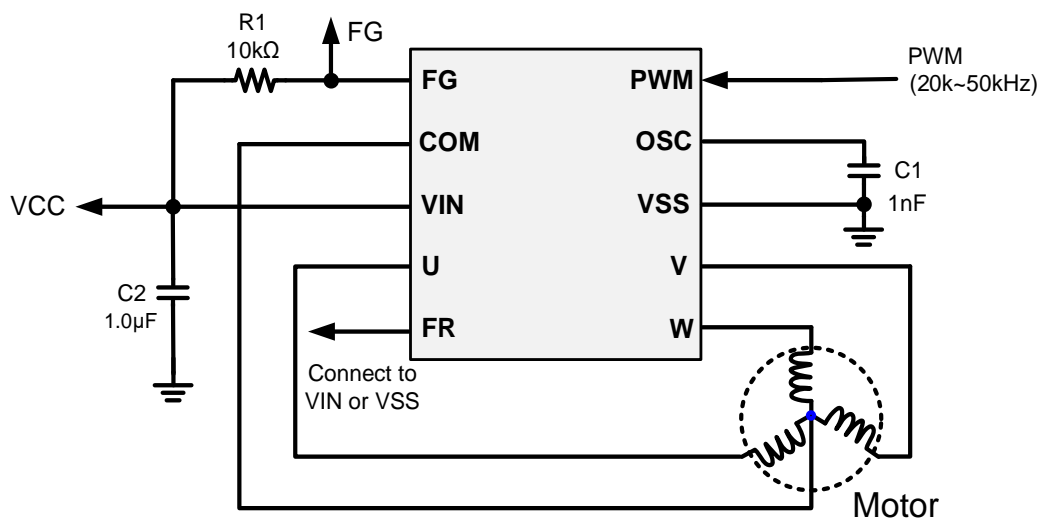 R1
10kΩ
FG
PWM
(20k~50kHz)
FG
PWM
COM
OSC
C1
1nF
VCC
VIN
VSS
U
V
C2
1.0µF
FR
W
Connect to
VIN or VSS
Motor